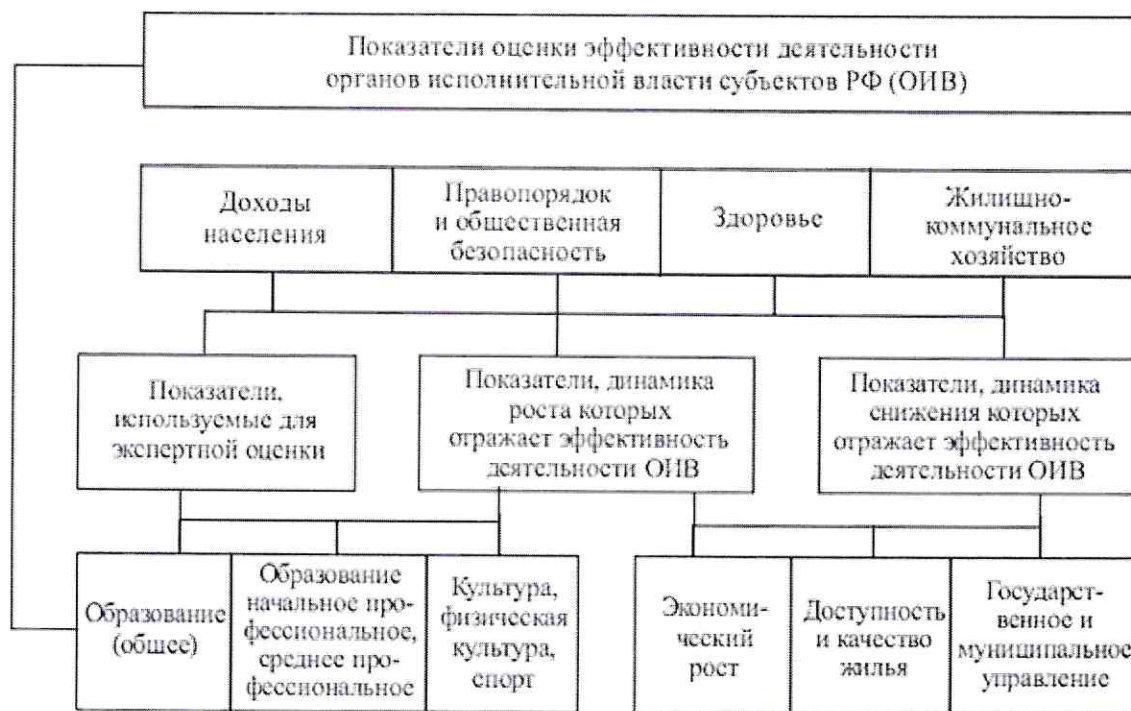 Показатели оценки эффективности деятельности
органов исполнительной власти субъектов РФ (ОИВ)
Доходы
населения
Правопорядок
и общественная
безопасность
Здоровье
Жилищно-
коммунальное
хозяйство
Показатели,
используемые для
экспертной оценки
Показатели, динамика
роста которых
отражает эффективность
деятельности ОИВ
Показатели, динамика
снижения которых
отражает эффективность
деятельности ОИВ
Образование
(общее)
Образование
начальное про-
фессиональное,
среднее про-
фессиональное
Культура,
физическая
культура,
спорт
Экономи-
ческий
рост
Доступность
и качество
жилья
Государст-
венное и
муниципальное
управление